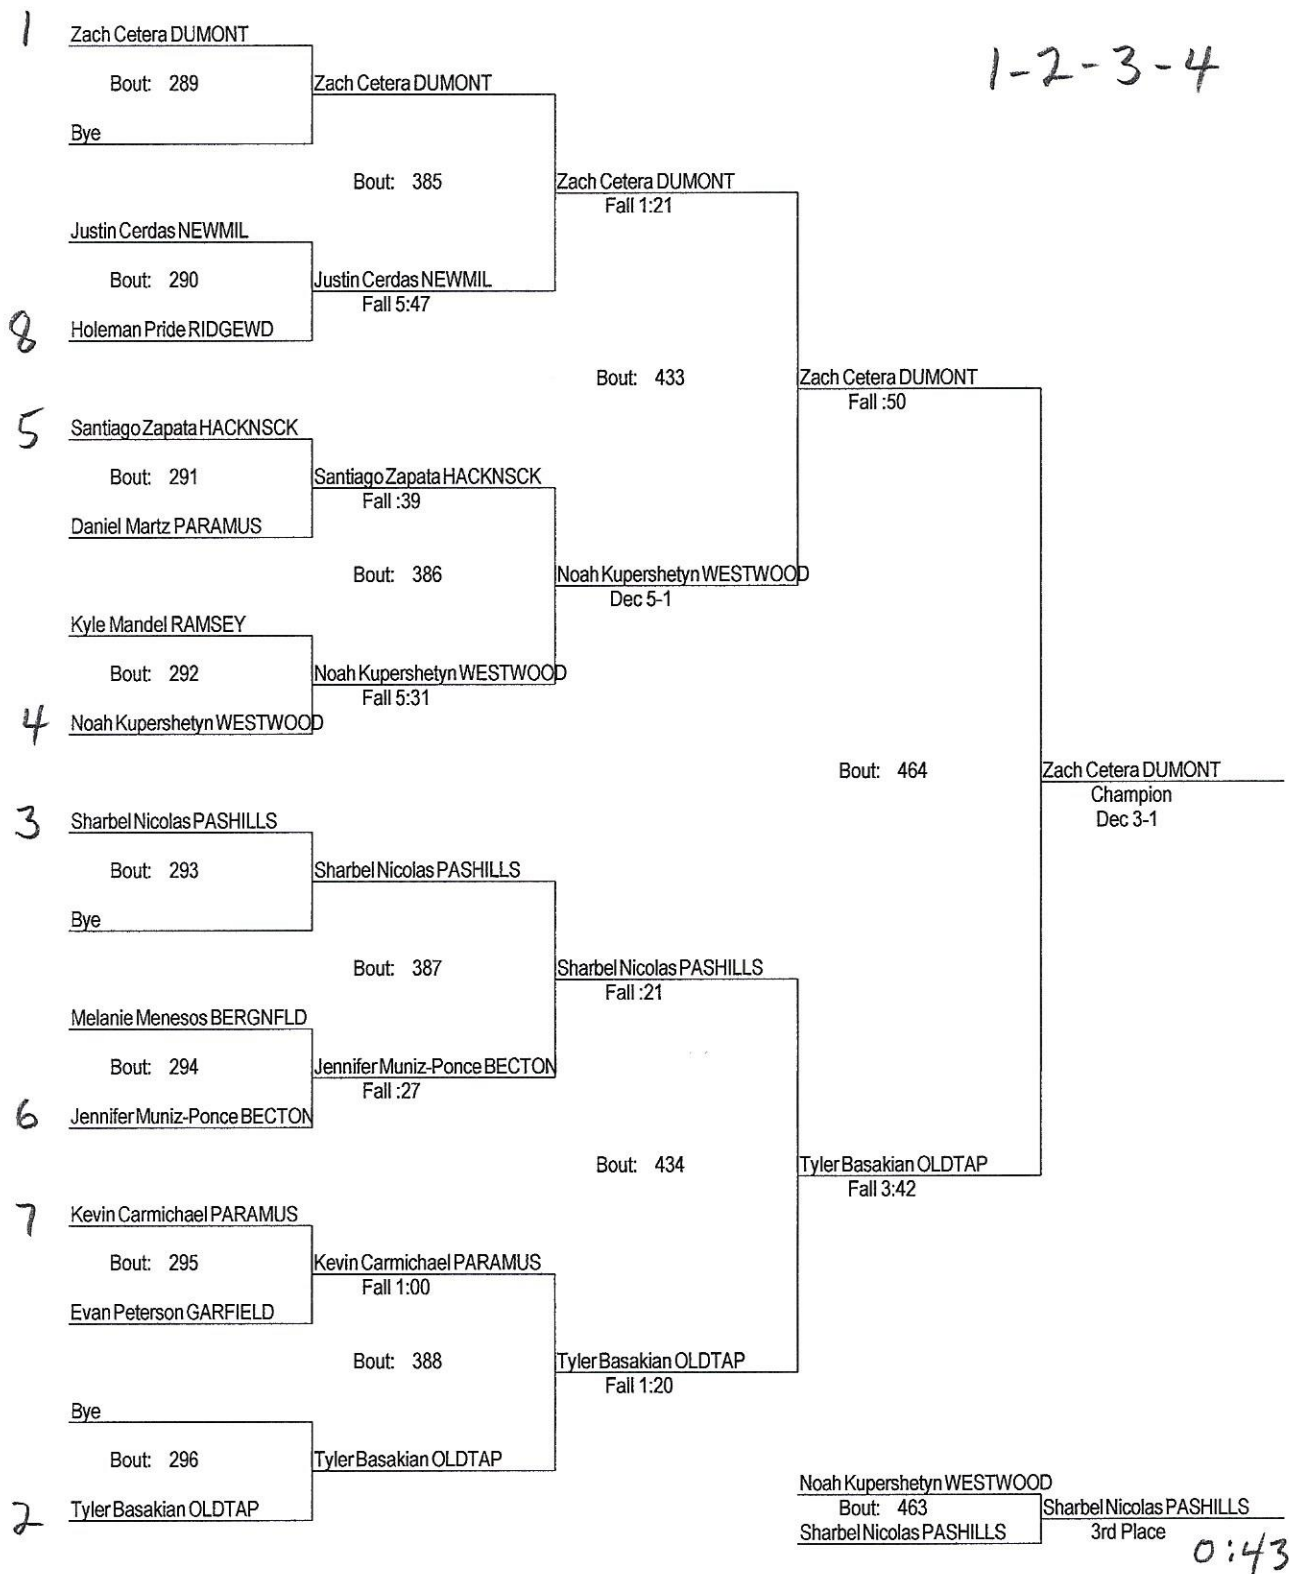 1 Zach Cetera DUMONT
1-2-3-4
Bout: 289
Zach Cetera DUMONT
Bye
Bout: 385
Zach Cetera DUMONT
Fall 1:21
Justin Cerdas NEWMIL
Bout: 290
Justin Cerdas NEWMIL
Fall 5:47
8 Holeman Pride RIDGEWD
Bout: 433
Zach Cetera DUMONT
Fall :50
5 Santiago Zapata HACKNSCK
Bout: 291
Santiago Zapata HACKNSCK
Fall :39
Daniel Martz PARAMUS
Bout: 386
Noah Kupershetyn WESTWOOD
Dec 5-1
Kyle Mandel RAMSEY
Bout: 292
Noah Kupershetyn WESTWOOD
Fall 5:31
4 Noah Kupershetyn WESTWOOD
Bout: 464
Zach Cetera DUMONT
Champion
Dec 3-1
3 Sharbel Nicolas PASHILLS
Bout: 293
Sharbel Nicolas PASHILLS
Bye
Bout: 387
Sharbel Nicolas PASHILLS
Fall :21
Melanie Menesos BERGNFLD
Bout: 294
Jennifer Muniz-Ponce BECTON
Fall :27
6 Jennifer Muniz-Ponce BECTON
Bout: 434
Tyler Basakian OLDTAP
Fall 3:42
7 Kevin Carmichael PARAMUS
Bout: 295
Kevin Carmichael PARAMUS
Fall 1:00
Evan Peterson GARFIELD
Bout: 388
Tyler Basakian OLDTAP
Fall 1:20
Bye
Bout: 296
Tyler Basakian OLDTAP
2 Tyler Basakian OLDTAP
Noah Kupershetyn WESTWOOD
Bout: 463
Sharbel Nicolas PASHILLS
Sharbel Nicolas PASHILLS
3rd Place
0:43